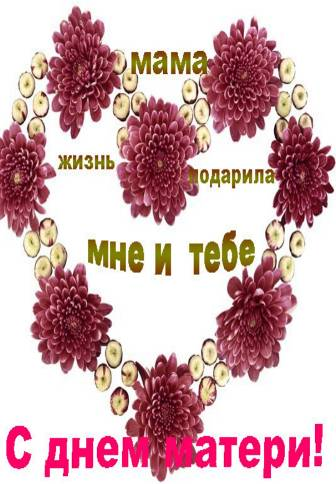 мама
жизнь подарила
мне и тебе
С днем матери!